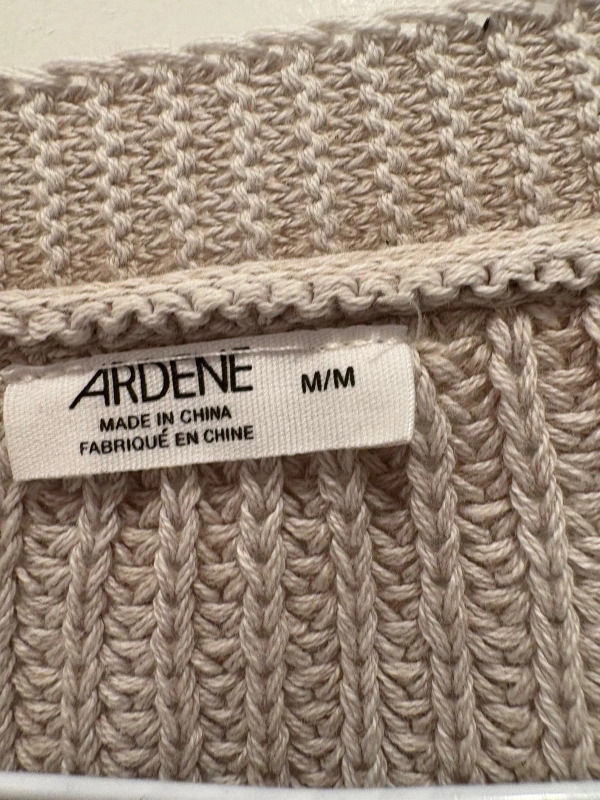 ARDENE M/M
MADE IN CHINA
FABRIQUÉ EN CHINE